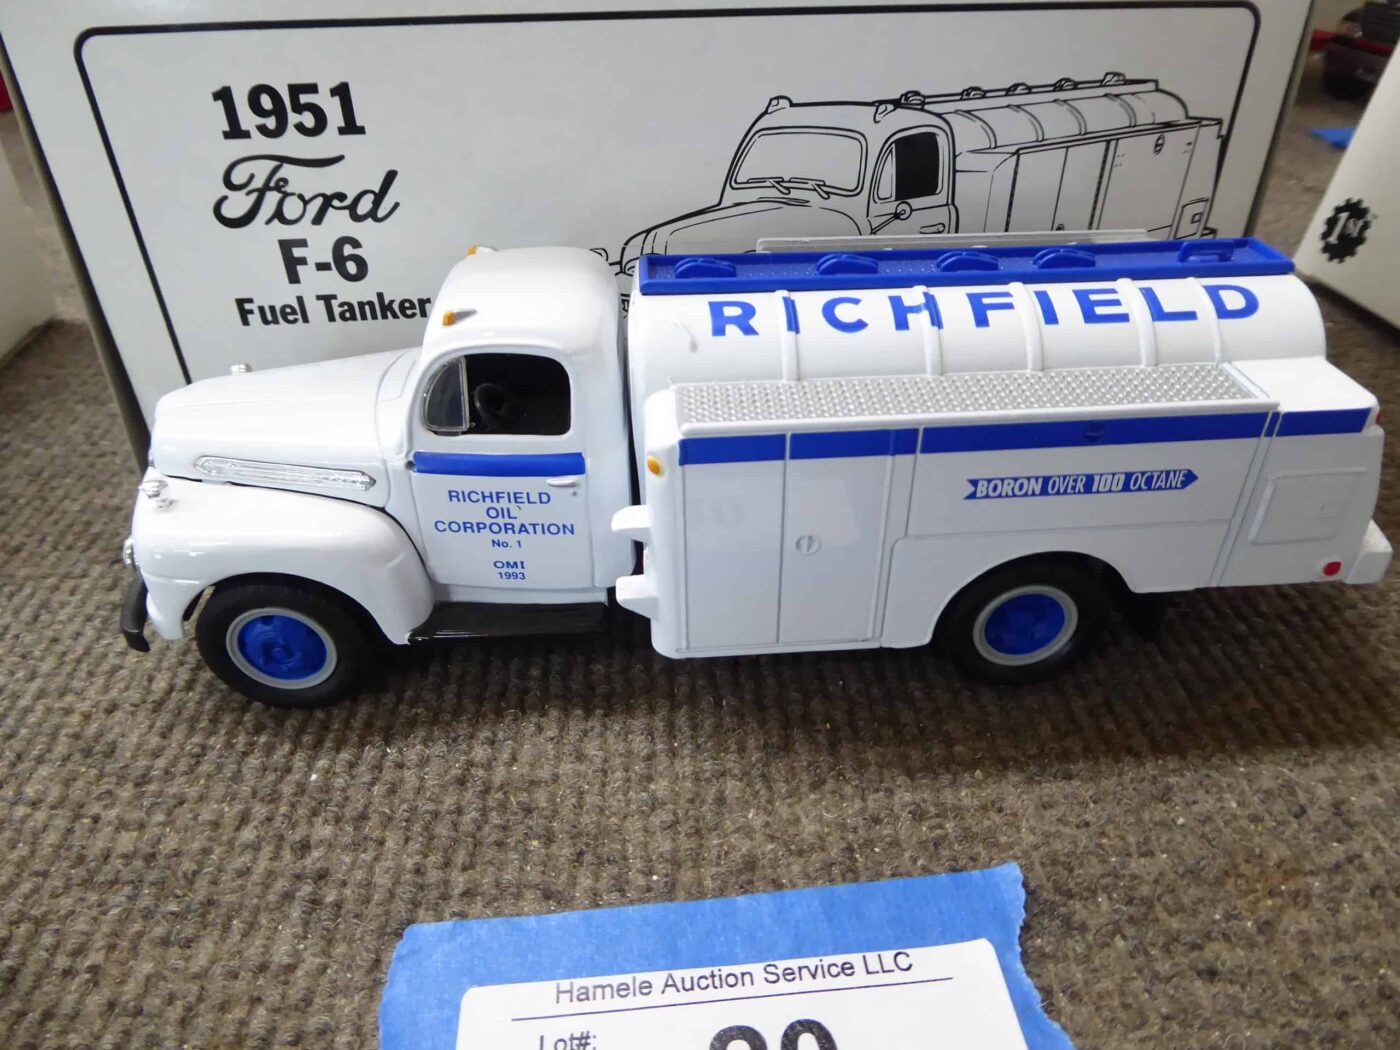 1951
Ford
F-6
Fuel Tanker
1ST
RICHFIELD
BORON OVER 100 OCTANE
RICHFIELD
OIL
CORPORATION
No. 1
OMI
1993
Hamele Auction Service LLC
Lot#: